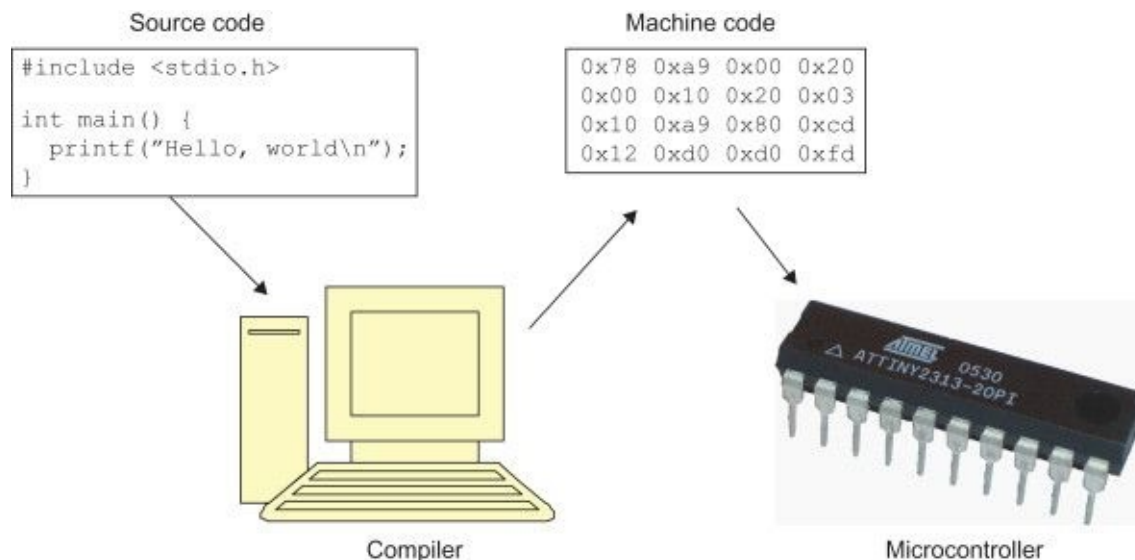 Source code
#include <stdio.h>
int main() {
printf("Hello, world\n");
}
Machine code
0x78 0xa9 0x00 0x20
0x00 0x10 0x20 0x03
0x10 0xa9 0x80 0xcd
0x12 0xd0 0xd0 0xfd
Compiler
ATMEL 0530
ATTINY2313-20PI
Microcontroller